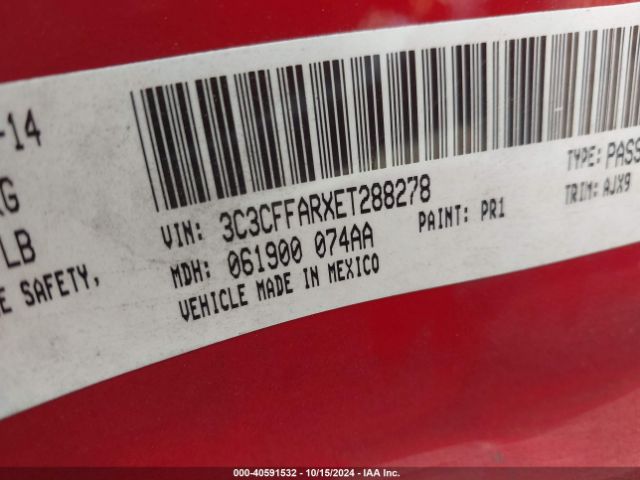 -14
KG
LB
E SAFETY,
VIN: 3C3CFFARXET288278
MDH: 061900 074AA
VEHICLE MADE IN MEXICO
PAINT: PR1
TYPE: PASS
TRIM: AJX9
000-40591532 - 10/15/2024 - IAA Inc.